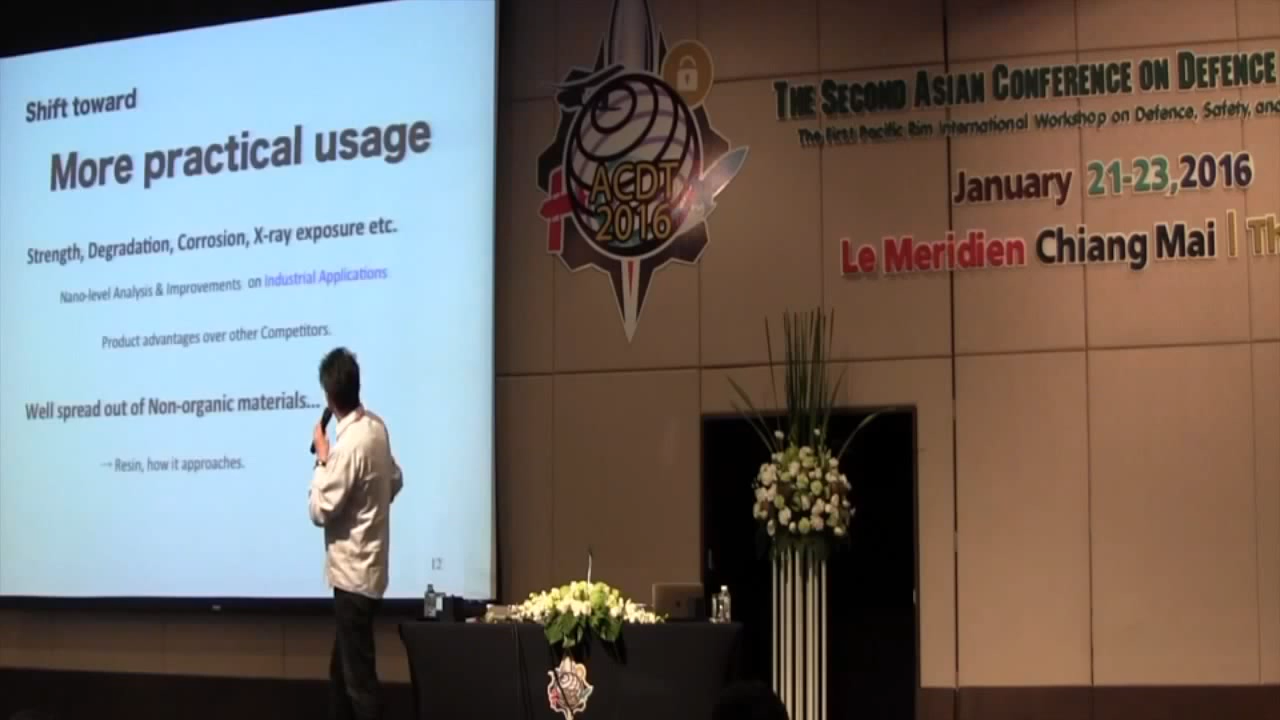 Shift toward
More practical usage
Strength, Degradation, Corrosion, X-ray exposure etc.
Nano-level Analysis & Improvements on Industrial Applications
Product advantages over other Competitors.
Well spread out of Non-organic materials...
→ Resin, how it approaches.
12
ACDT
2016
The Second Asian Conference on Defence
The First Pacific Rim International Workshop on Defence, Safety, and
January 21-23,2016
Le Meridien Chiang Mai | Th